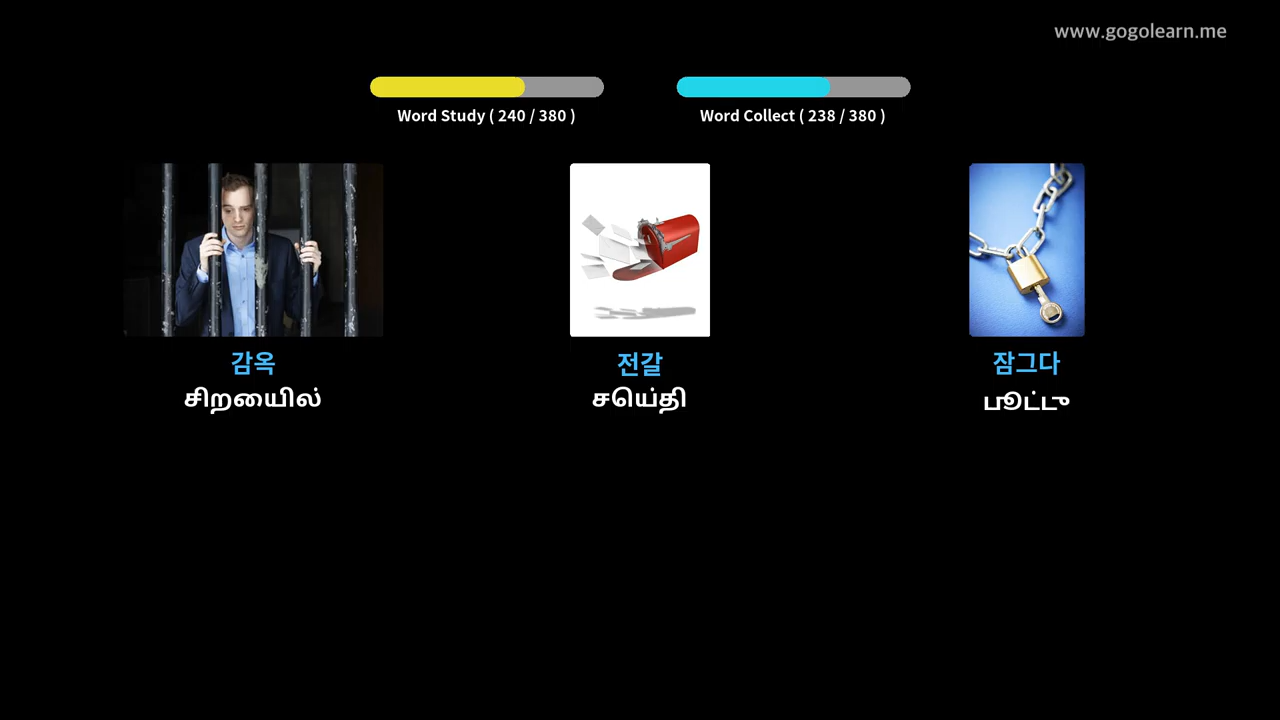 www.gogolearn.me
Word Study ( 240 / 380 )
Word Collect ( 238 / 380 )
감옥
சிறையில்
전갈
செய்தி
잠그다
பூட்டு